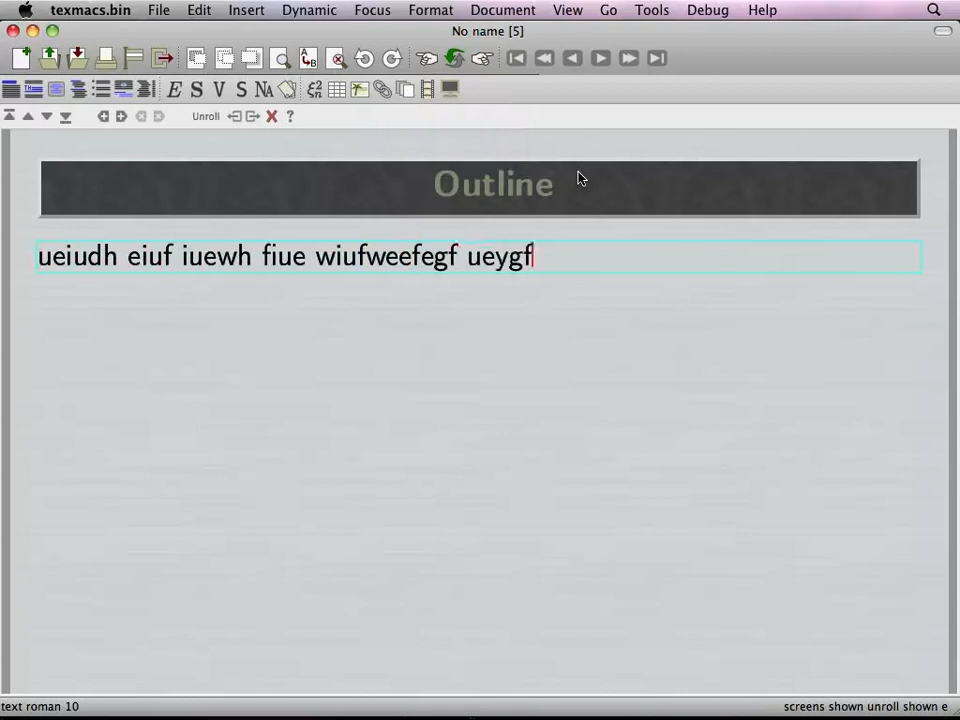 texmacs.bin File Edit Insert Dynamic Focus Format Document View Go Tools Debug Help
No name [5]
E S V S NA
Unroll ?
Outline
ueiudh eiuf iuewh fiue wiufweefegf ueygf
text roman 10 screens shown unroll shown e